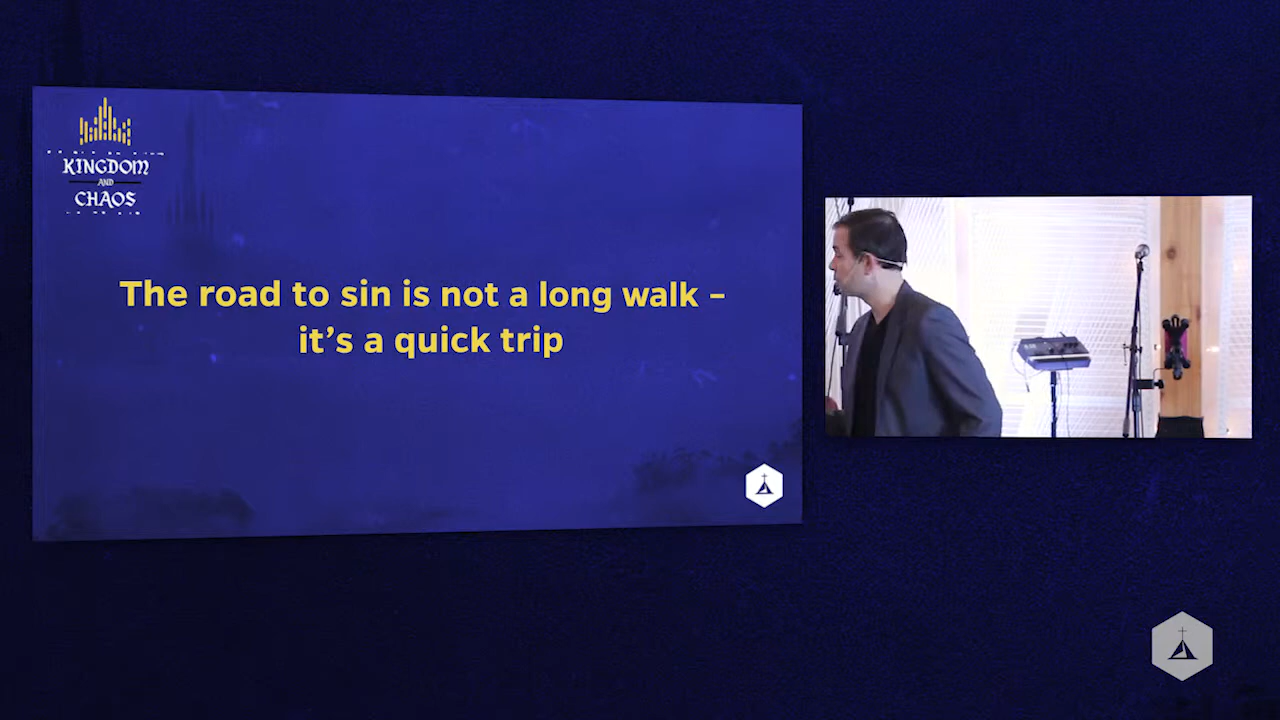 KINGDOM
AND
CHAOS
The road to sin is not a long walk –
it's a quick trip